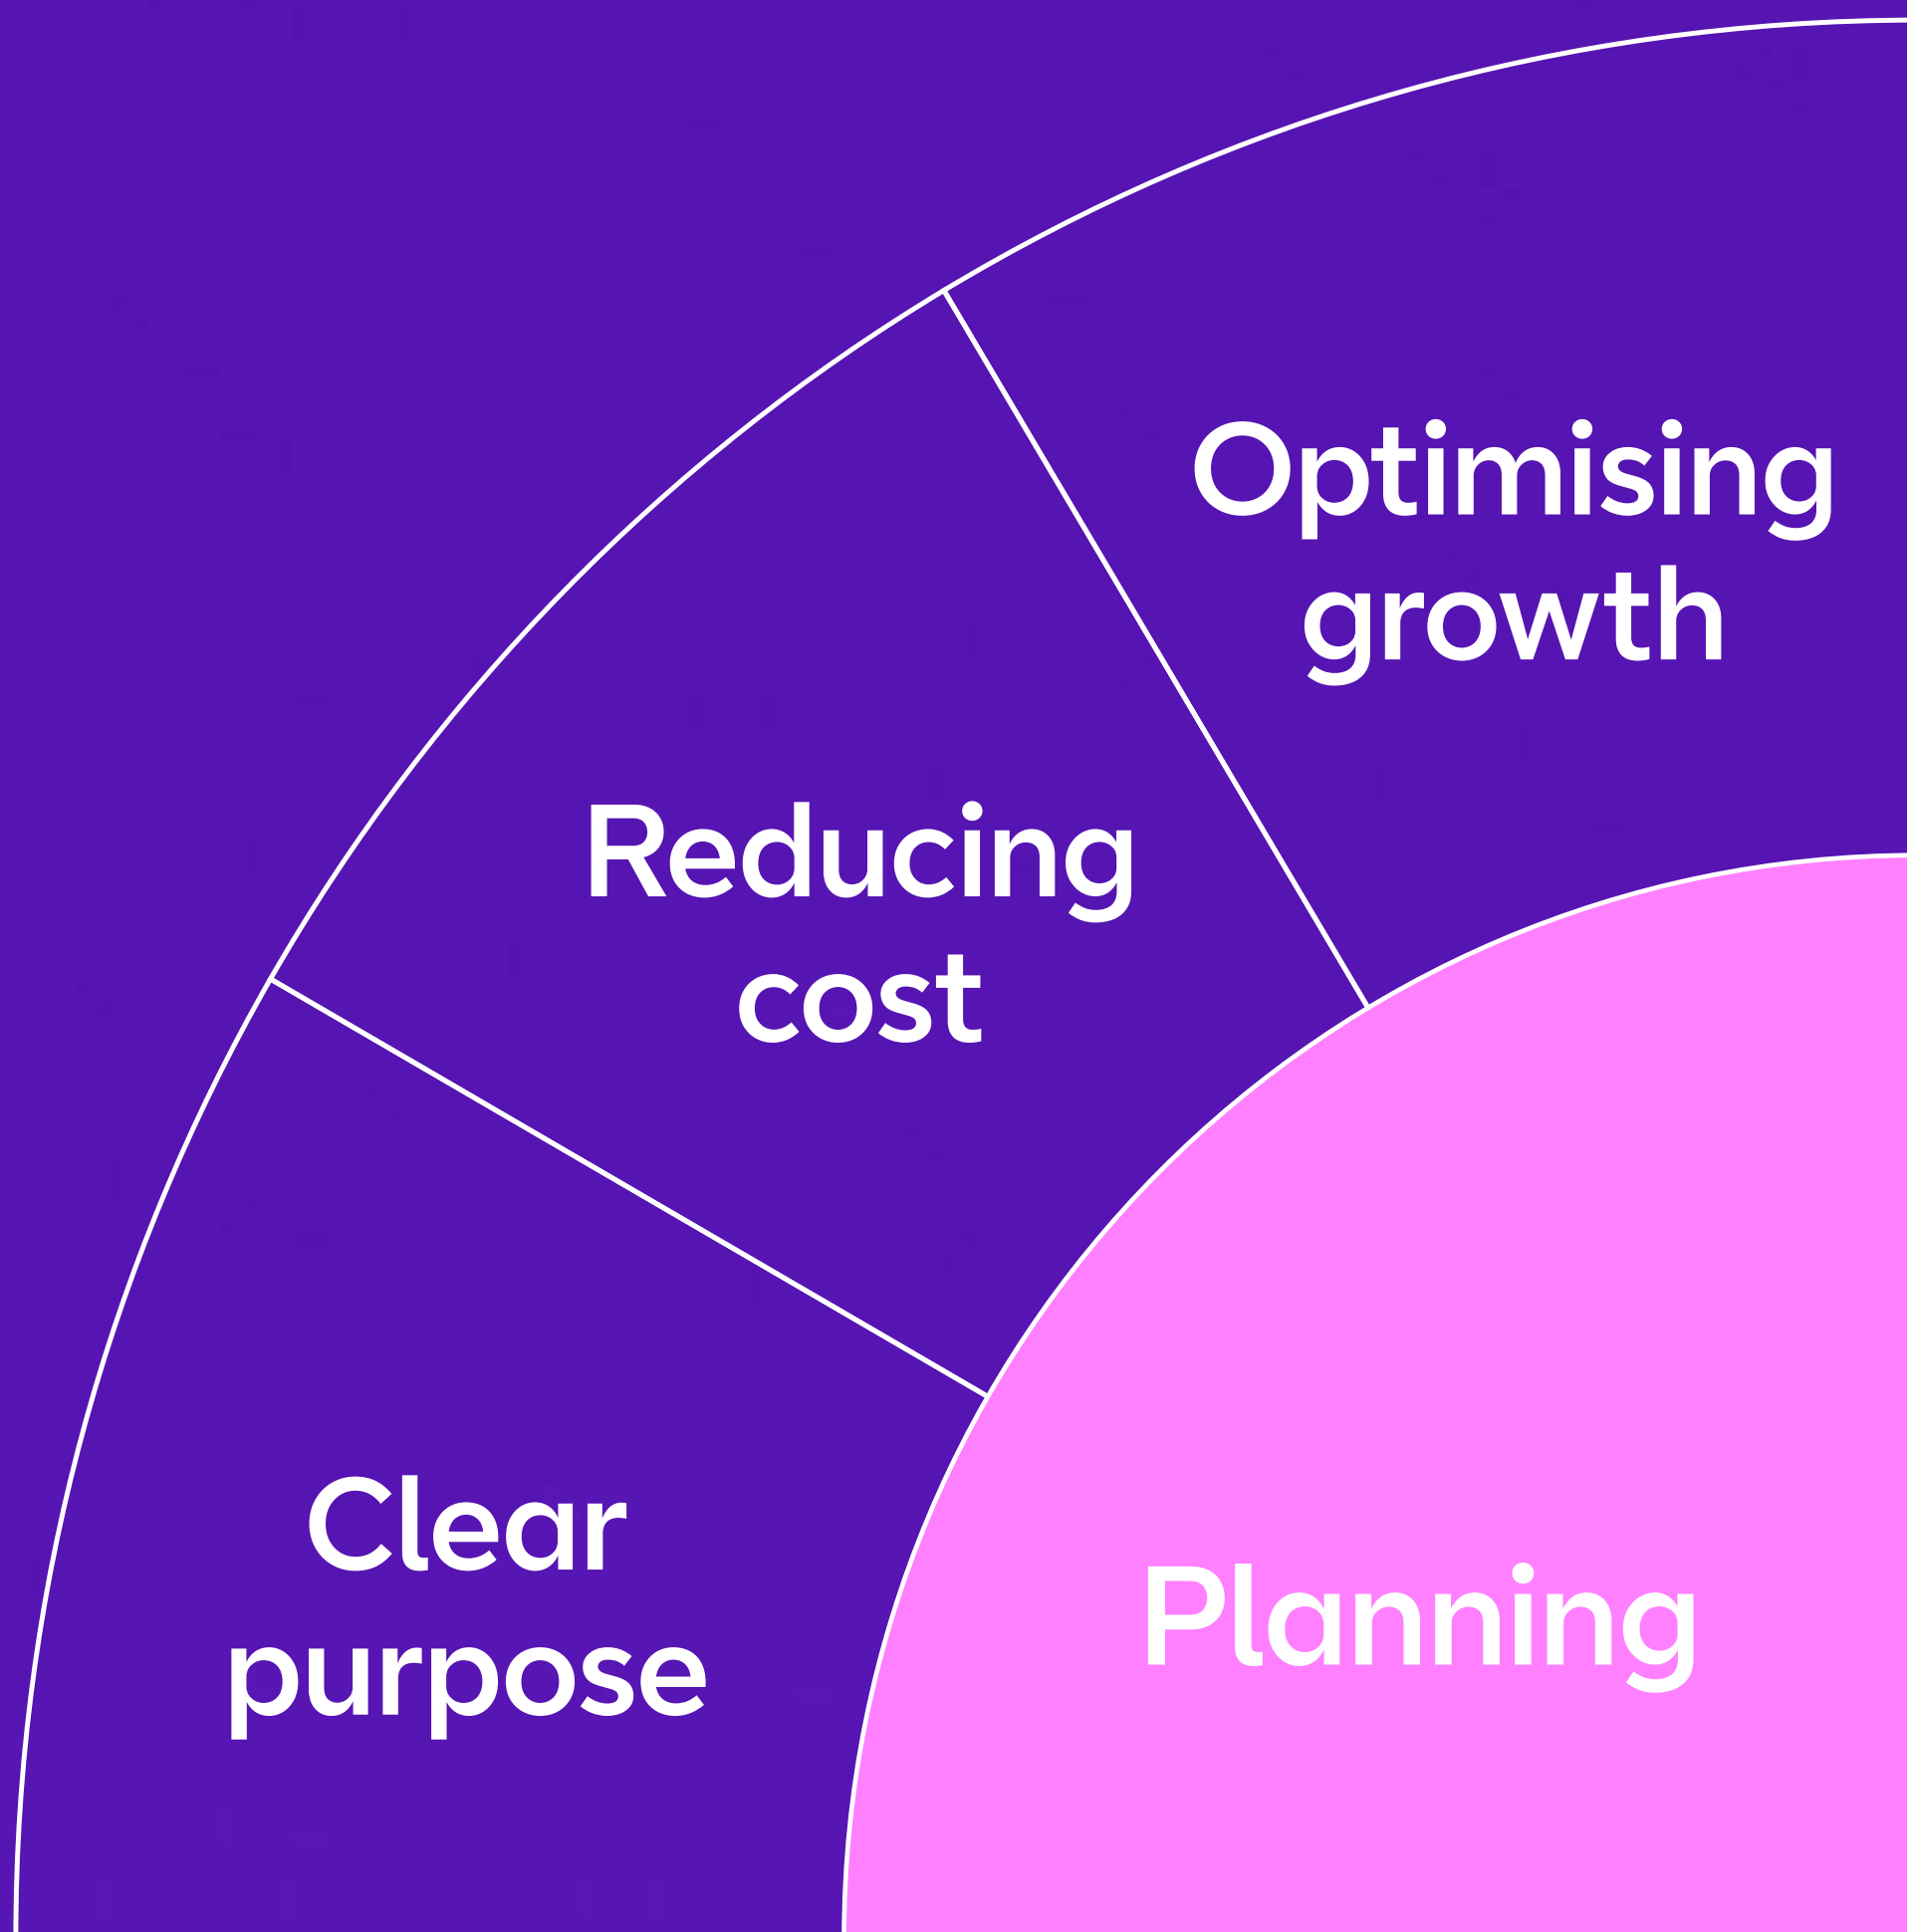 Optimising
growth
Reducing
cost
Clear
purpose
Planning